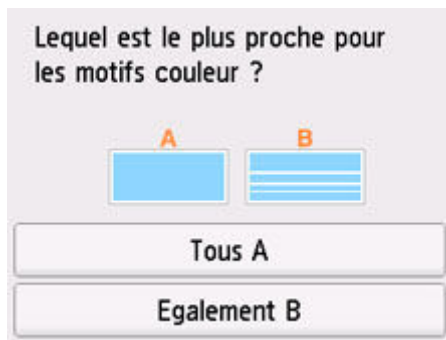 Lequel est le plus proche pour
les motifs couleur ?
A B
Tous A
Egalement B